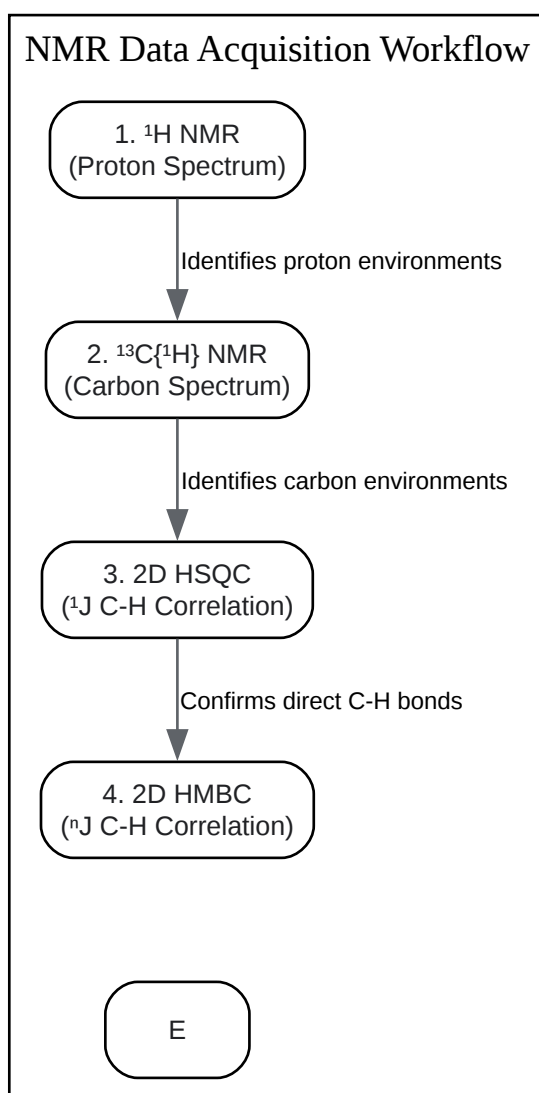 NMR Data Acquisition Workflow
1. ¹H NMR
(Proton Spectrum)
Identifies proton environments
2. ¹³C{¹H} NMR
(Carbon Spectrum)
Identifies carbon environments
3. 2D HSQC
(¹J C-H Correlation)
Confirms direct C-H bonds
4. 2D HMBC
(ⁿJ C-H Correlation)
E